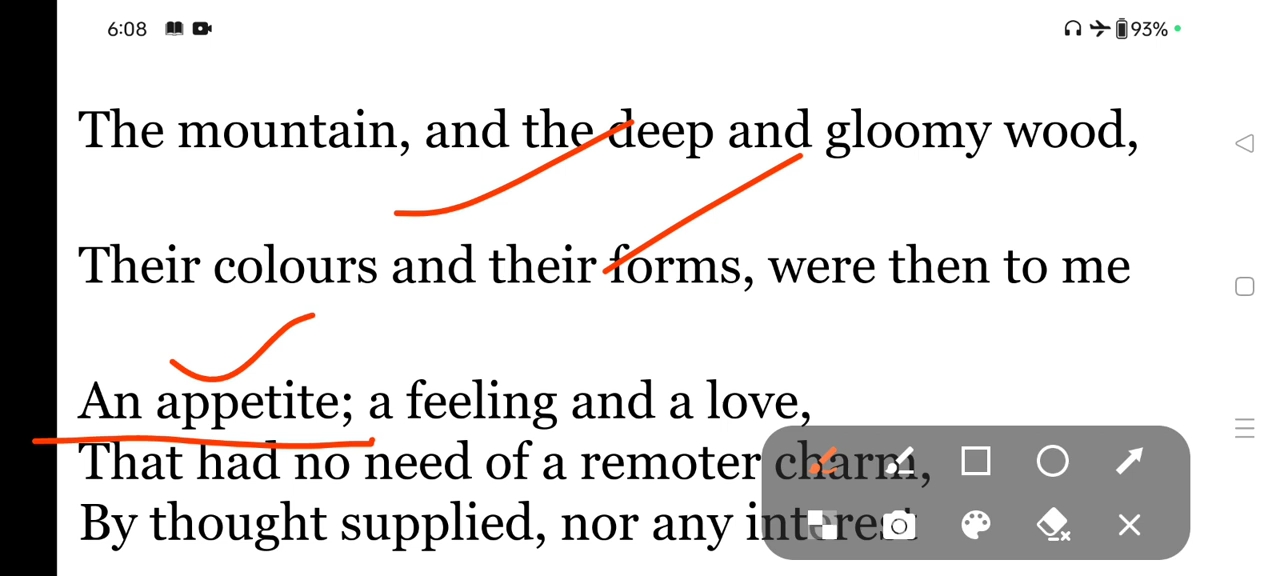 6:08
93%
The mountain, and the deep and gloomy wood,
Their colours and their forms, were then to me
An appetite; a feeling and a love,
That had no need of a remoter charm,
By thought supplied, nor any interest